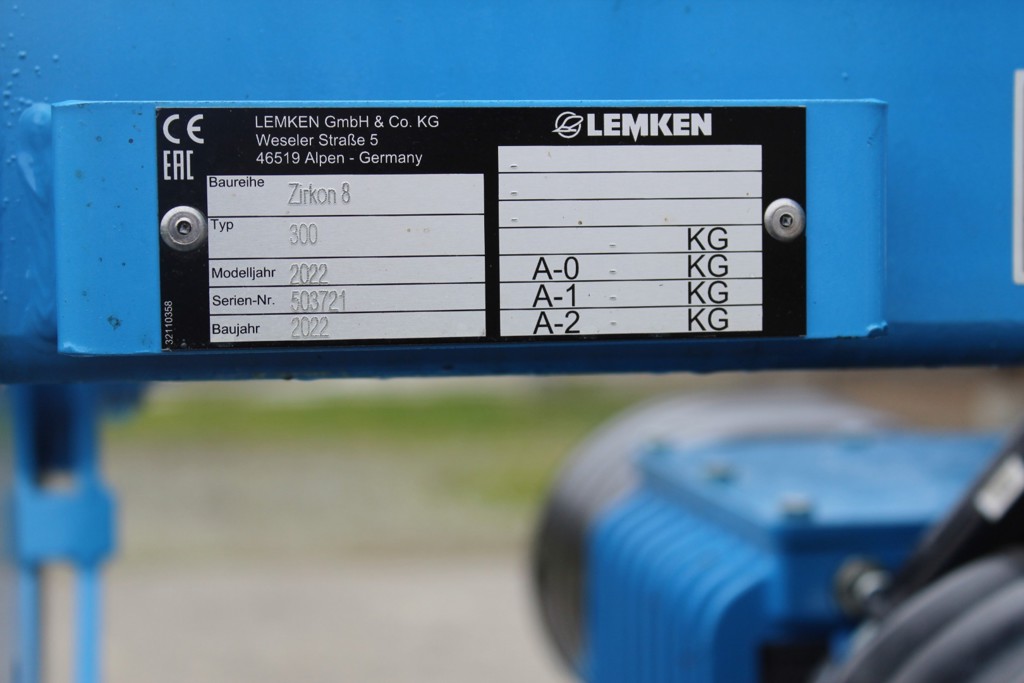 CE
EAC
LEMKEN GmbH & Co. KG
Weseler Straße 5
46519 Alpen - Germany
Baureihe Zirkon 8
Typ 300
Modelljahr 2022
Serien-Nr. 503721
Baujahr 2022
32110358
LEMKEN
-
-
-
- KG
A-0 - KG
A-1 - KG
A-2 - KG